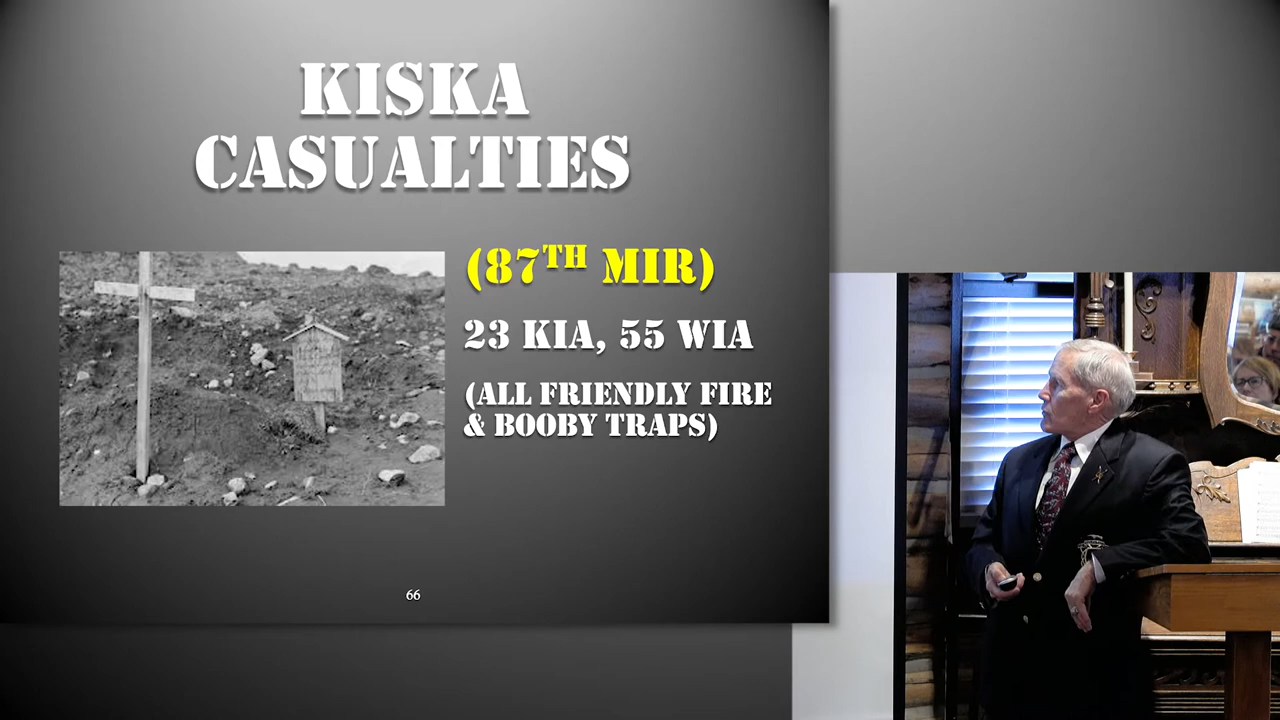 KISKA
CASUALTIES
(87TH MIR)
23 KIA, 55 WIA
(ALL FRIENDLY FIRE
& BOOBY TRAPS)
66